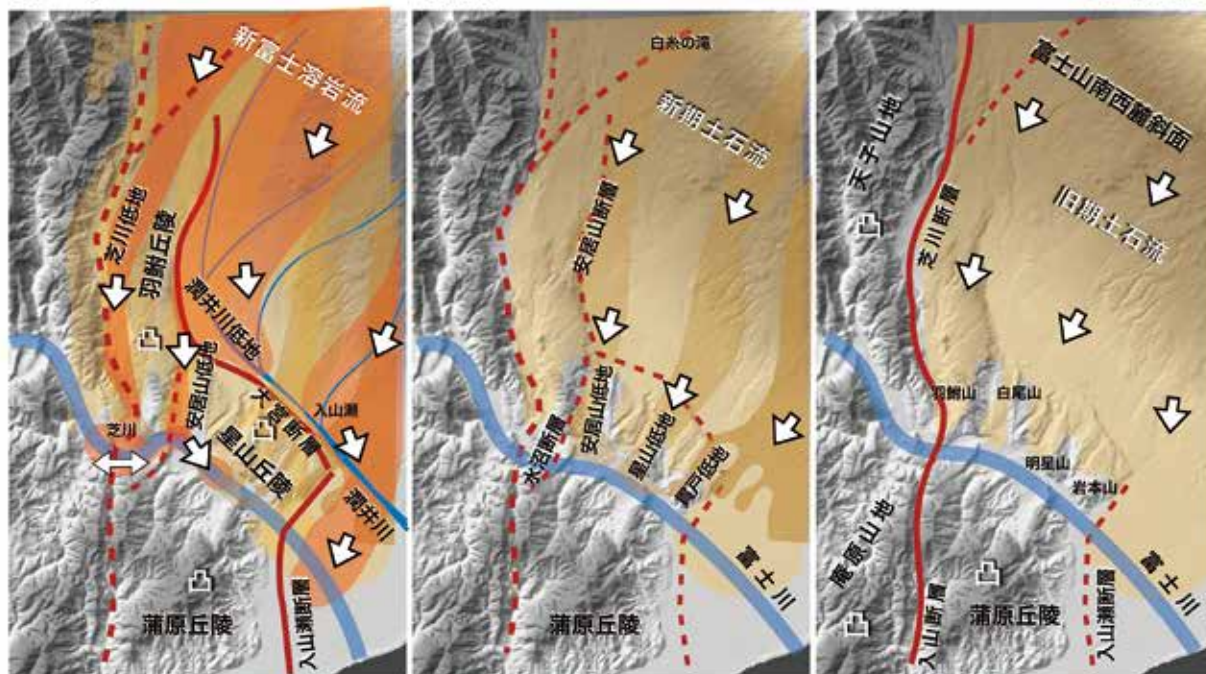 新富士溶岩流
芝川低地
羽鮒丘陵
潤井川低地
安居山低地
大宮断層
入山瀬
芝川
星山丘陵
潤井川
入山瀬断層
蒲原丘陵
白糸の滝
新期土石流
安居山断層
水沼断層
安居山低地
星山低地
富士川
蒲原丘陵
富士山南西麓斜面
天子山地
芝川断層
旧期土石流
羽鮒山
白尾山
明星山
岩本山
庵原山地
入山断層
蒲原丘陵
入山瀬断層
富士川